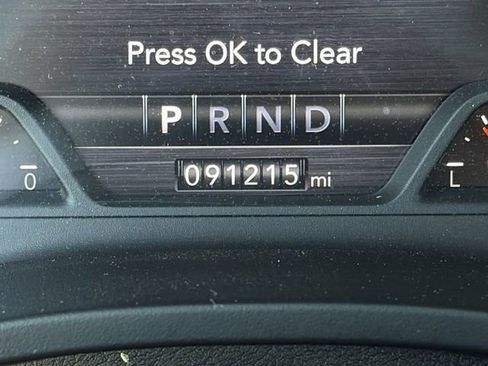 Press OK to Clear
P R N D
0 091215 mi L